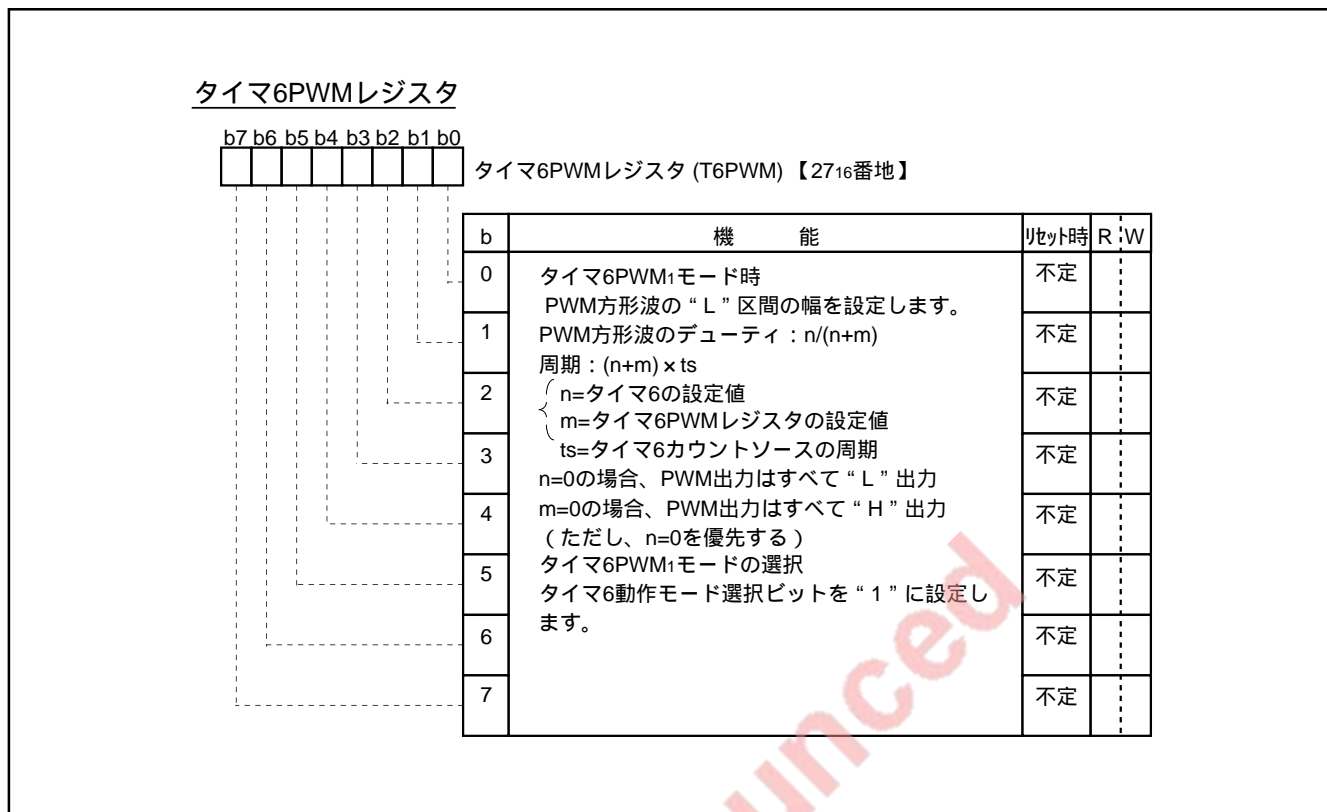 タイマ6PWMレジスタ
b7 b6 b5 b4 b3 b2 b1 b0
タイマ6PWMレジスタ (T6PWM) 【2716番地】
b 機 能 リセット時 R W
0 タイマ6PWM1モード時 不定
PWM方形波の“L”区間の幅を設定します。
1 PWM方形波のデューティ：n/(n+m) 不定
周期：(n+m)×ts
2 n=タイマ6の設定値 不定
m=タイマ6PWMレジスタの設定値
3 ts=タイマ6カウントソースの周期 不定
n=0の場合、PWM出力はすべて“L”出力
4 m=0の場合、PWM出力はすべて“H”出力 不定
（ただし、n=0を優先する）
5 タイマ6PWM1モードの選択 不定
タイマ6動作モード選択ビットを“1”に設定し
6 ます。 不定
7 不定
unced